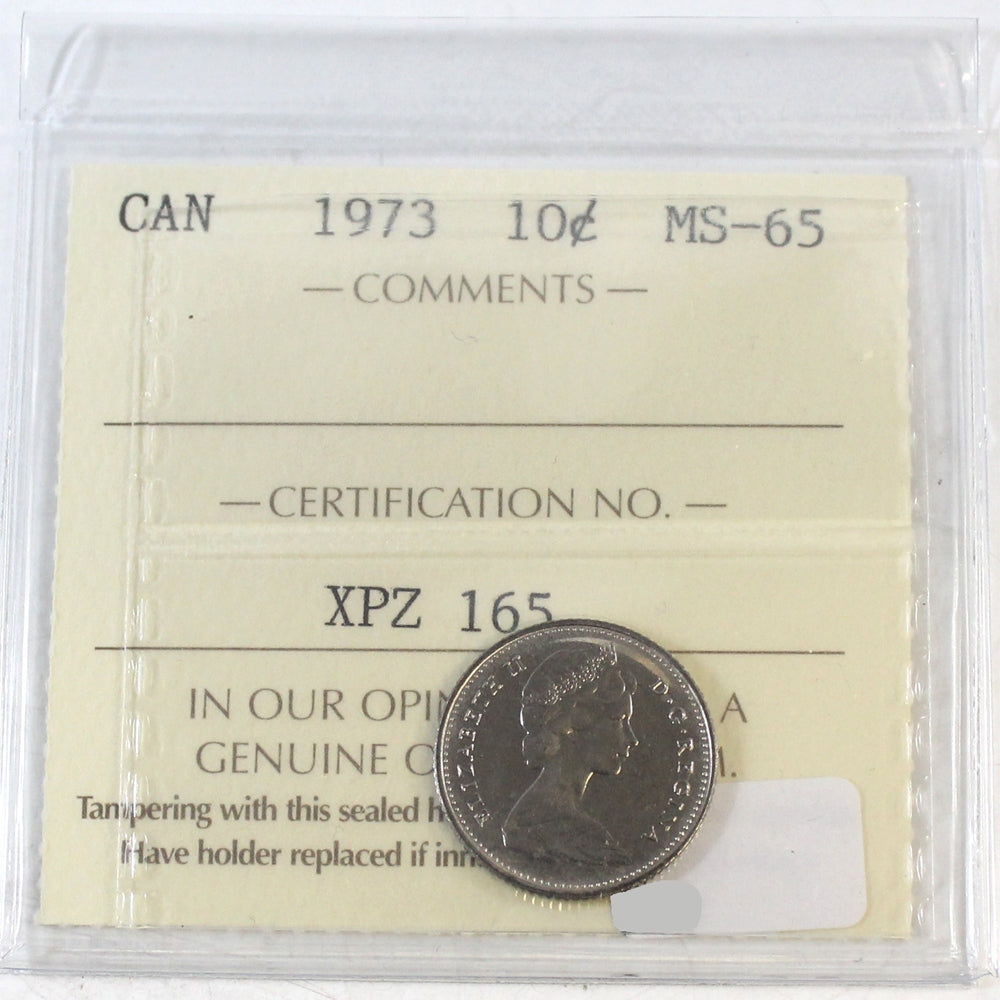 CAN 1973 10¢ MS-65
— COMMENTS —
— CERTIFICATION NO. —
XPZ 165
IN OUR OPIN A
GENUINE
Tampering with this sealed
Have holder replaced if
ELIZABETH II D·G·REGINA